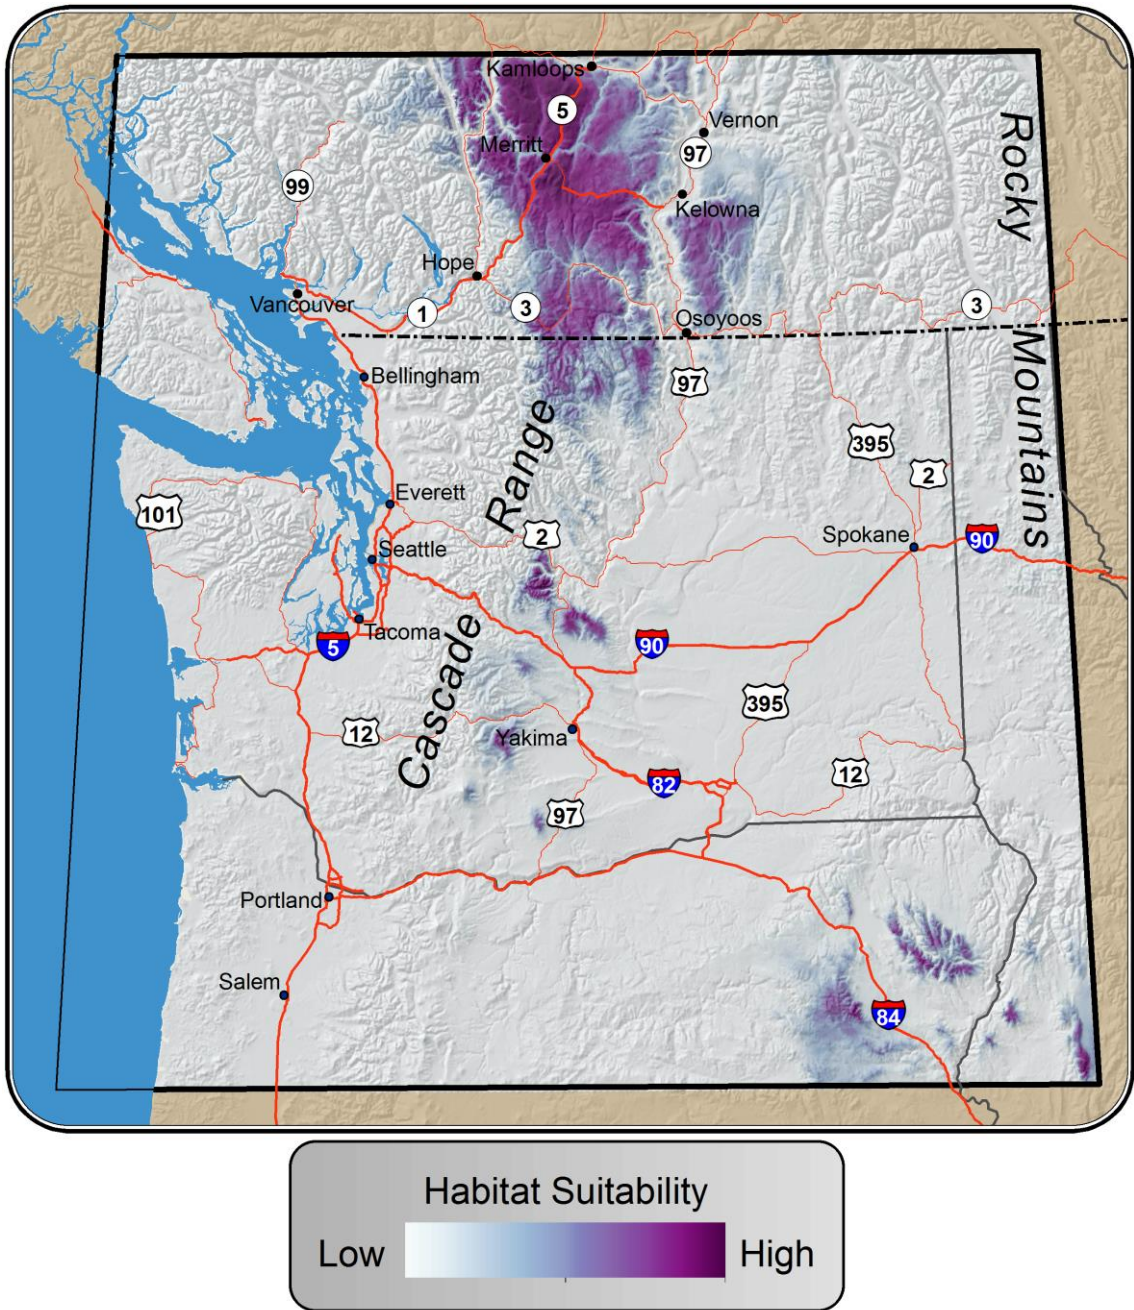 Kamloops
5
Vernon
Merritt
97
99
Kelowna
Rocky
Hope
Vancouver
1
3
3
Osoyoos
Mountains
Bellingham
97
Range
395
2
Everett
101
2
Spokane
90
Seattle
Tacoma
5
90
Cascade
395
12
Yakima
12
82
97
Portland
Salem
84
Habitat Suitability
Low
High